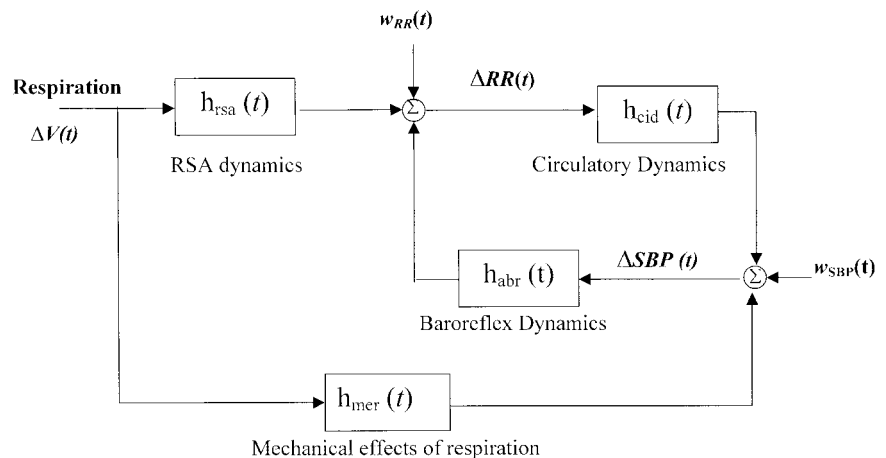 w_RR(t)
Respiration
ΔV(t)
h_rsa (t)
Σ
ΔRR(t)
h_cid (t)
RSA dynamics
Circulatory Dynamics
h_abr (t)
ΔSBP (t)
Σ
w_SBP(t)
Baroreflex Dynamics
h_mer (t)
Mechanical effects of respiration